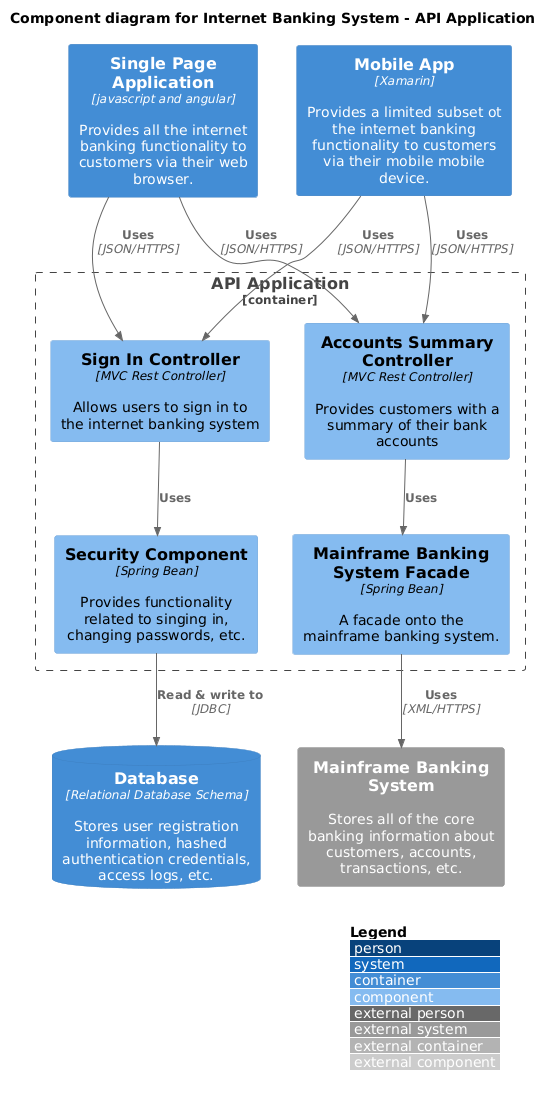 Component diagram for Internet Banking System - API Application
Single Page
Application
[javascript and angular]
Provides all the internet
banking functionality to
customers via their web
browser.
Mobile App
[Xamarin]
Provides a limited subset ot
the internet banking
functionality to customers
via their mobile mobile
device.
Uses
[JSON/HTTPS]
Uses
[JSON/HTTPS]
Uses
[JSON/HTTPS]
Uses
[JSON/HTTPS]
API Application
[container]
Sign In Controller
[MVC Rest Controller]
Allows users to sign in to
the internet banking system
Accounts Summary
Controller
[MVC Rest Controller]
Provides customers with a
summary of their bank
accounts
Uses
Uses
Security Component
[Spring Bean]
Provides functionality
related to singing in,
changing passwords, etc.
Mainframe Banking
System Facade
[Spring Bean]
A facade onto the
mainframe banking system.
Read & write to
[JDBC]
Uses
[XML/HTTPS]
Database
[Relational Database Schema]
Stores user registration
information, hashed
authentication credentials,
access logs, etc.
Mainframe Banking
System
Stores all of the core
banking information about
customers, accounts,
transactions, etc.
Legend
person
system
container
component
external person
external system
external container
external component